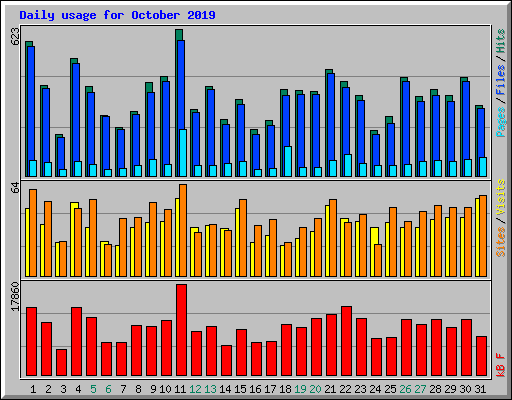 Daily usage for October 2019
623
Pages / Files / Hits
64
Sites / Visits
17860
kB F
1 2 3 4 5 6 7 8 9 10 11 12 13 14 15 16 17 18 19 20 21 22 23 24 25 26 27 28 29 30 31